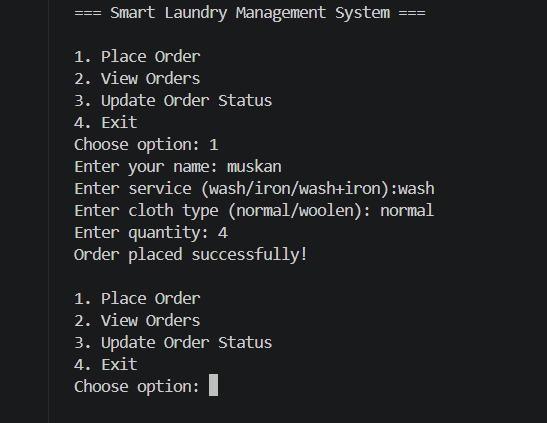 === Smart Laundry Management System ===
1. Place Order
2. View Orders
3. Update Order Status
4. Exit
Choose option: 1
Enter your name: muskan
Enter service (wash/iron/wash+iron):wash
Enter cloth type (normal/woolen): normal
Enter quantity: 4
Order placed successfully!
1. Place Order
2. View Orders
3. Update Order Status
4. Exit
Choose option: